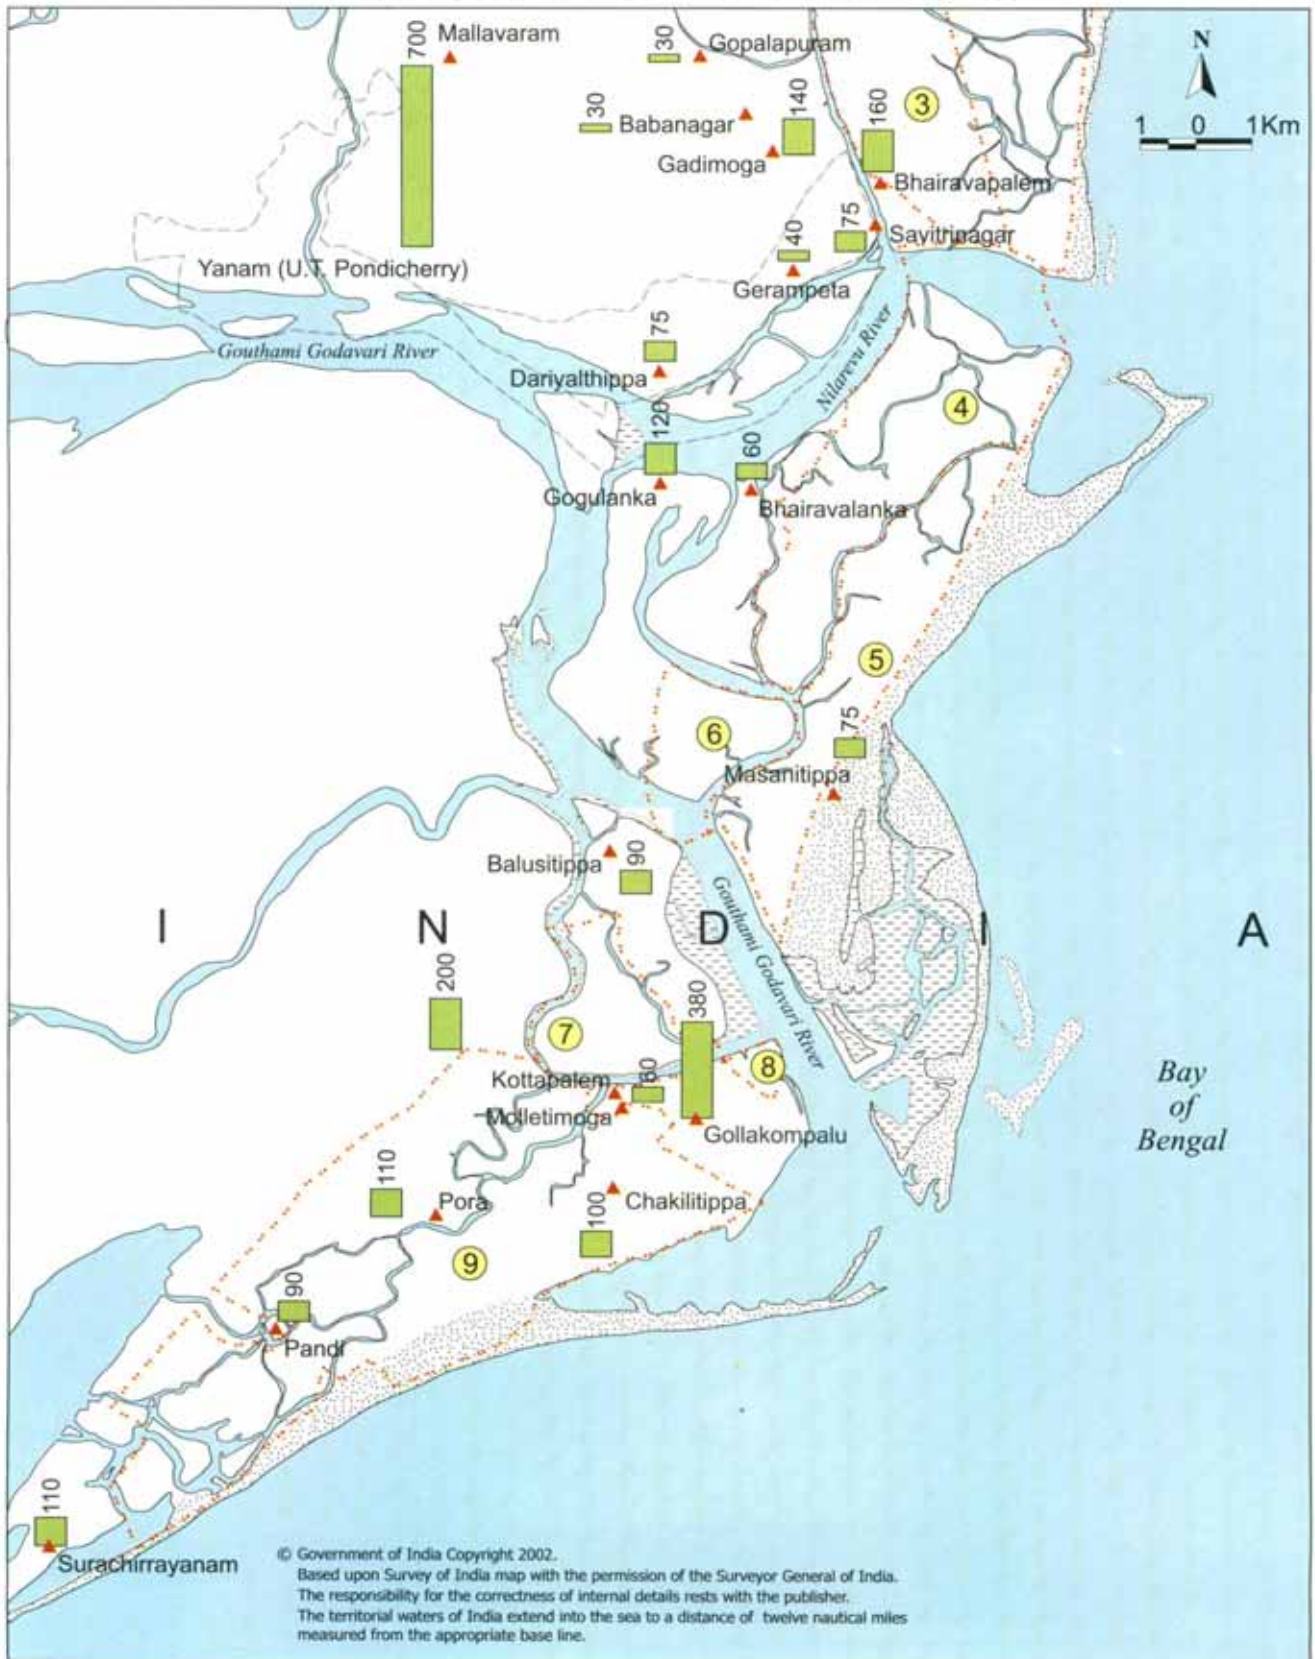 700
Mallavaram
30
Gopalapuram
N
30
Babanagar
140
160
3
1 0 1Km
Gadimoga
Bhairavapalem
75
Savitrinagar
40
Yanam (U.T. Pondicherry)
Gerampeta
Gouthami Godavari River
75
Nilarevu River
Dariyalthippa
4
120
60
Gogulanka
Bhairavalanka
5
6
75
Masanitippa
Balusitippa
90
Gouthami Godavari River
I N D I A
200
380
7
8
Kottapalem
60
Bay
of
Bengal
Molletimoga
Gollakompalu
110
Pora
Chakilitippa
100
9
90
Pandi
110
Surachirrayanam
© Government of India Copyright 2002.
Based upon Survey of India map with the permission of the Surveyor General of India.
The responsibility for the correctness of internal details rests with the publisher.
The territorial waters of India extend into the sea to a distance of twelve nautical miles
measured from the appropriate base line.